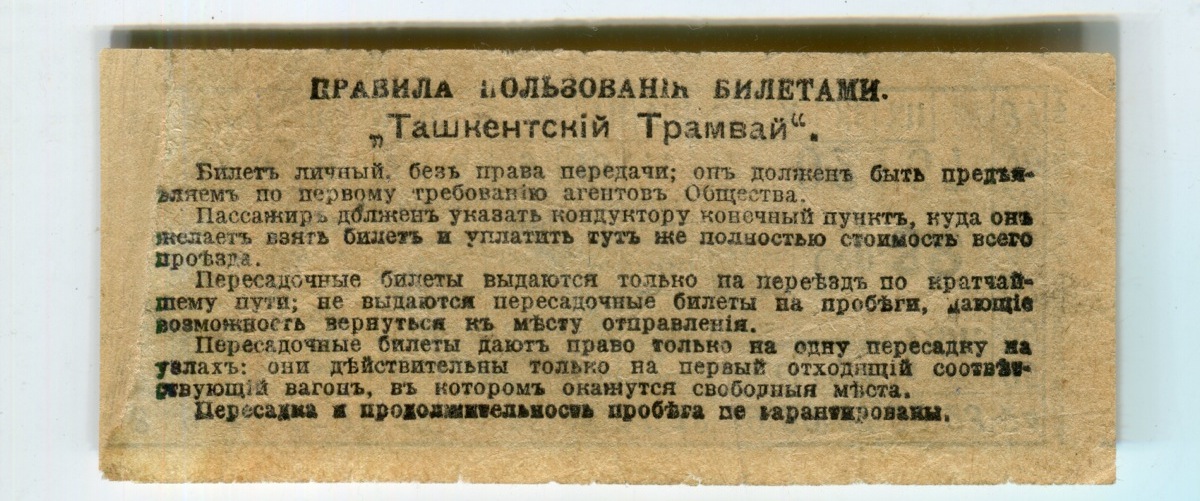 ПРАВИЛА ПОЛЬЗОВАНІЯ БИЛЕТАМИ.
„Ташкентскій Трамвай“.
Билетъ личный, безъ права передачи; онъ долженъ быть предъя-
вляемъ по первому требованію агентовъ Общества.
Пассажиръ долженъ указать кондуктору конечный пунктъ, куда онъ
желаетъ взять билетъ и уплатить тутъ же полностью стоимость всего
проѣзда.
Пересадочные билеты выдаются только на переѣздъ по кратчай-
шему пути; не выдаются пересадочные билеты на пробѣги, дающіе
возможность вернуться къ мѣсту отправленія.
Пересадочные билеты даютъ право только на одну пересадку на
узлахъ: они дѣйствительны только на первый отходящій соотвѣт-
ствующій вагонъ, въ которомъ окажутся свободныя мѣста.
Пересадка и продолжительность пробѣга не гарантированы.